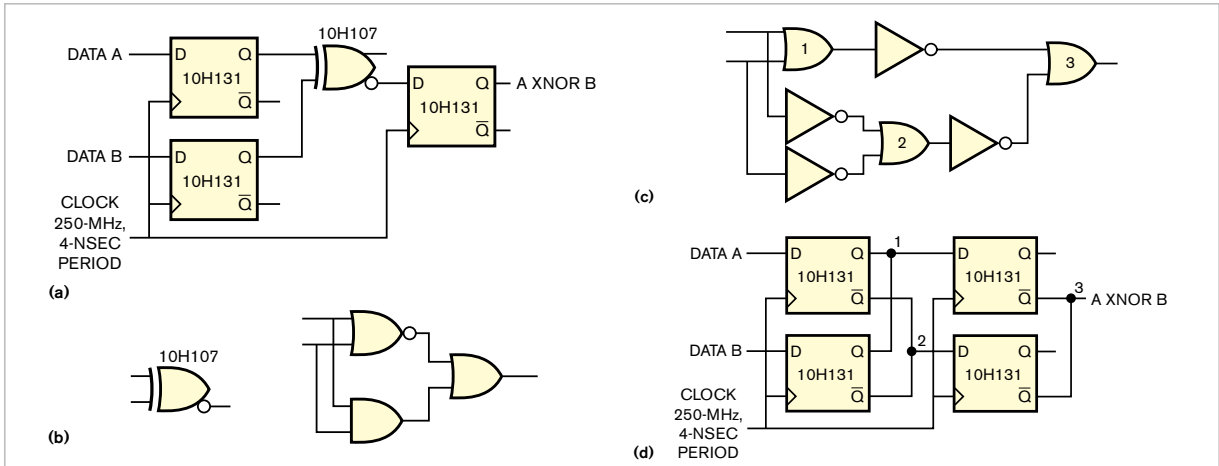 10H107
DATA A
D
Q
10H131
Q
DATA B
D
Q
10H131
Q
D
Q
10H131
Q
A XNOR B
CLOCK
250-MHz,
4-NSEC
PERIOD
(a)
10H107
(b)
1
2
3
(c)
DATA A
D
Q
10H131
Q
1
D
Q
10H131
Q
3
A XNOR B
DATA B
D
Q
10H131
Q
2
D
Q
10H131
Q
CLOCK
250-MHz,
4-NSEC
PERIOD
(d)